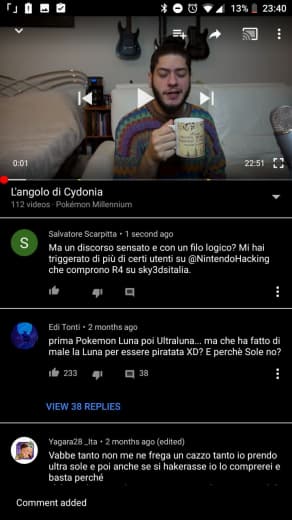 「」
13% 23:40
0:01 22:51
L'angolo di Cydonia
112 videos · Pokémon Millennium
S
Salvatore Scarpitta • 1 second ago
Ma un discorso sensato e con un filo logico? Mi hai
triggerato di più di certi utenti su @NintendoHacking
che comprono R4 su sky3dsitalia.
Edi Tonti • 2 months ago
prima Pokemon Luna poi Ultraluna... ma che ha fatto di
male la Luna per essere piratata XD? E perchè Sole no?
233 38
VIEW 38 REPLIES
Yagara28 _Ita • 2 months ago (edited)
Vabbe tanto non me ne frega un cazzo tanto io prendo
ultra sole e poi anche se si hakerasse io lo comprerei e
basta perché
Comment added